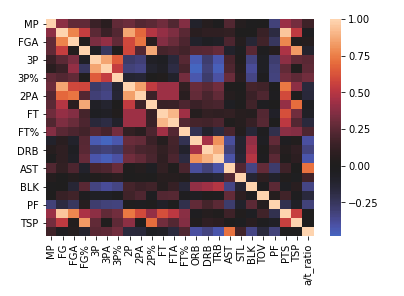 MP
FGA
3P
3P%
2PA
FT
FT%
DRB
AST
BLK
PF
TSP
MP
FG
FGA
FG%
3P
3PA
3P%
2P
2PA
2P%
FT
FTA
FT%
ORB
DRB
TRB
AST
STL
BLK
TOV
PF
PTS
TSP
a/t_ratio
1.00
0.75
0.50
0.25
0.00
−0.25